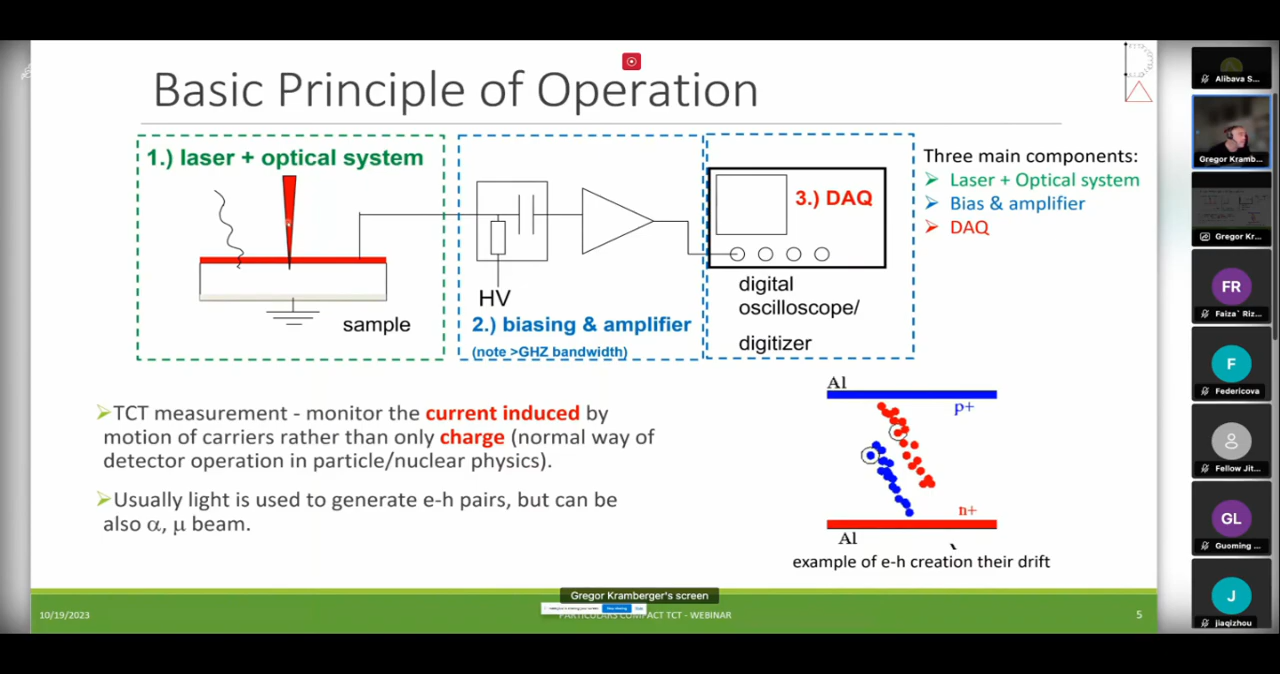 Basic Principle of Operation
1.) laser + optical system
sample
HV
2.) biasing & amplifier
(note >GHZ bandwidth)
3.) DAQ
digital
oscilloscope/
digitizer
Three main components:
Laser + Optical system
Bias & amplifier
DAQ
TCT measurement - monitor the current induced by
motion of carriers rather than only charge (normal way of
detector operation in particle/nuclear physics).
Usually light is used to generate e-h pairs, but can be
also α, μ beam.
Al
p+
n+
Al
example of e-h creation their drift
Gregor Kramberger's screen
10/19/2023
PARTICULARS COMPACT TCT - WEBINAR
5
Alibava S...
Gregor Kramb...
Gregor Kr...
FR
Faiza` Riz...
F
Federicova
Fellow Jit...
GL
Guoming ...
J
jiaqizhou